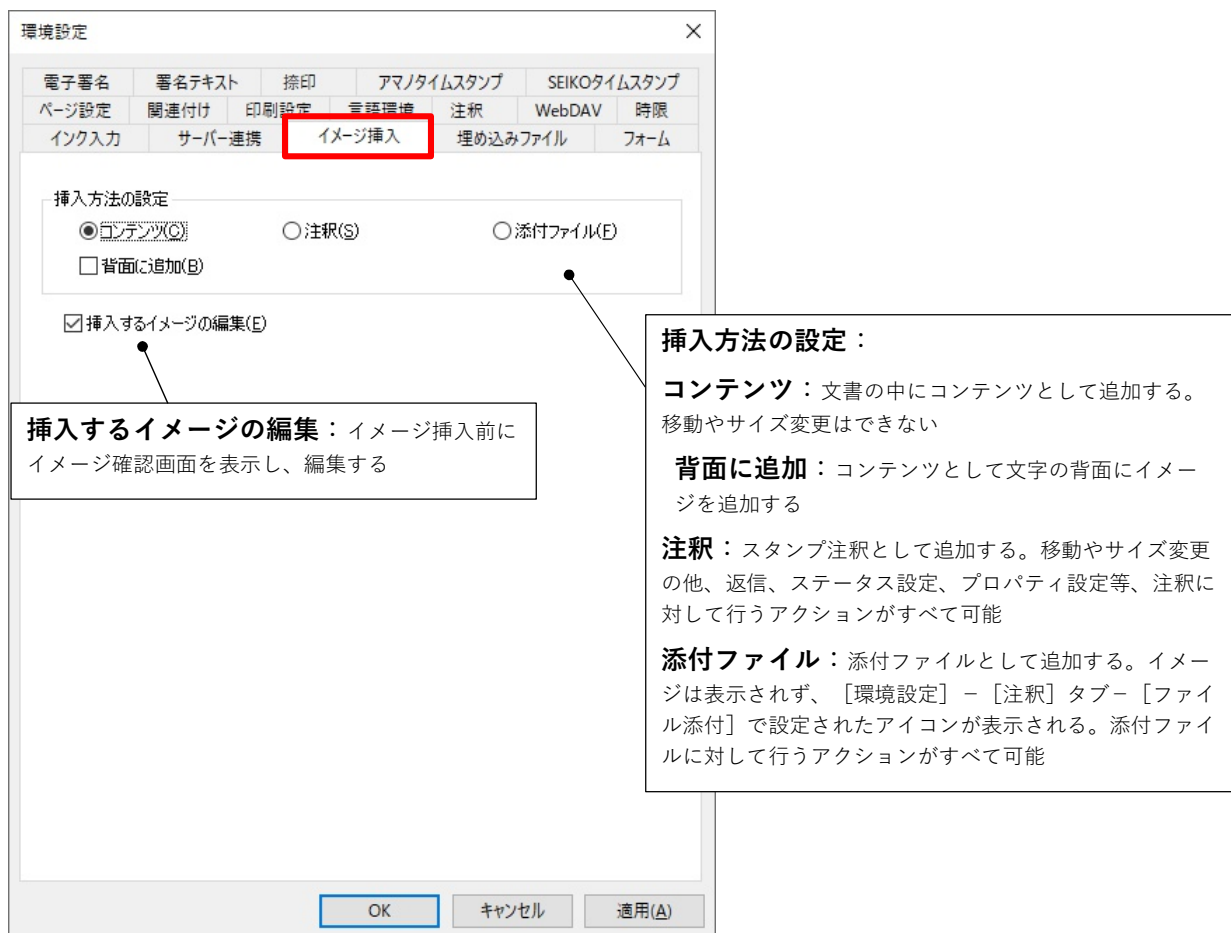 環境設定
電子署名 署名テキスト 捺印 アマノタイムスタンプ SEIKOタイムスタンプ
ページ設定 関連付け 印刷設定 言語環境 注釈 WebDAV 時限
インク入力 サーバー連携 イメージ挿入 埋め込みファイル フォーム
挿入方法の設定
コンテンツ(C) 注釈(S) 添付ファイル(F)
背面に追加(B)
挿入するイメージの編集(E)
挿入するイメージの編集：イメージ挿入前に
イメージ確認画面を表示し、編集する
挿入方法の設定：
コンテンツ：文書の中にコンテンツとして追加する。
移動やサイズ変更はできない
背面に追加：コンテンツとして文字の背面にイメー
ジを追加する
注釈：スタンプ注釈として追加する。移動やサイズ変更
の他、返信、ステータス設定、プロパティ設定等、注釈に
対して行うアクションがすべて可能
添付ファイル：添付ファイルとして追加する。イメー
ジは表示されず、［環境設定］－［注釈］タブ－［ファイ
ル添付］で設定されたアイコンが表示される。添付ファイ
ルに対して行うアクションがすべて可能
OK キャンセル 適用(A)